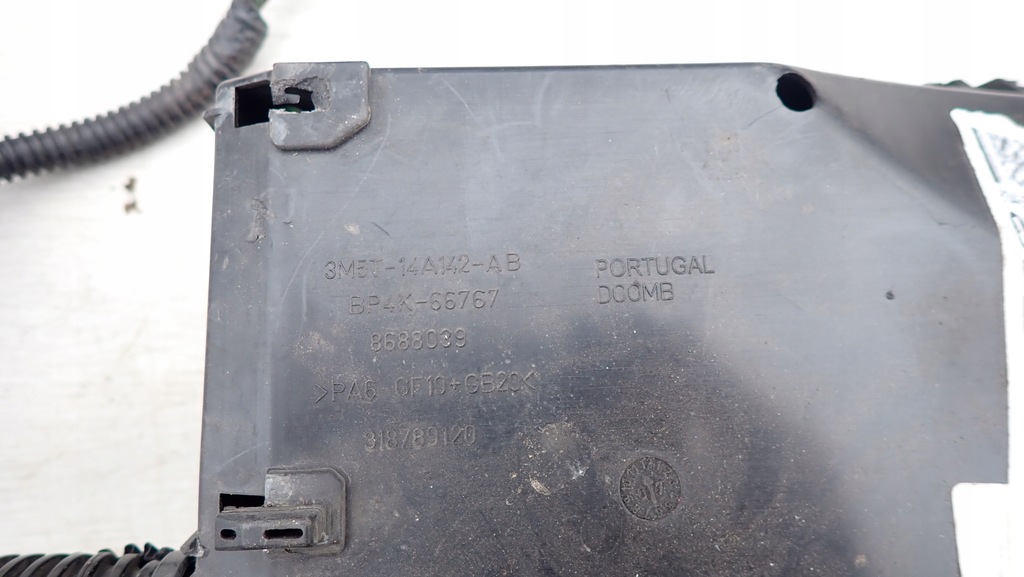 3M5T-14A142-AB
BP4K-66767
8688039
>PA6 GF10+GB20<
318789120
PORTUGAL
DCOMB